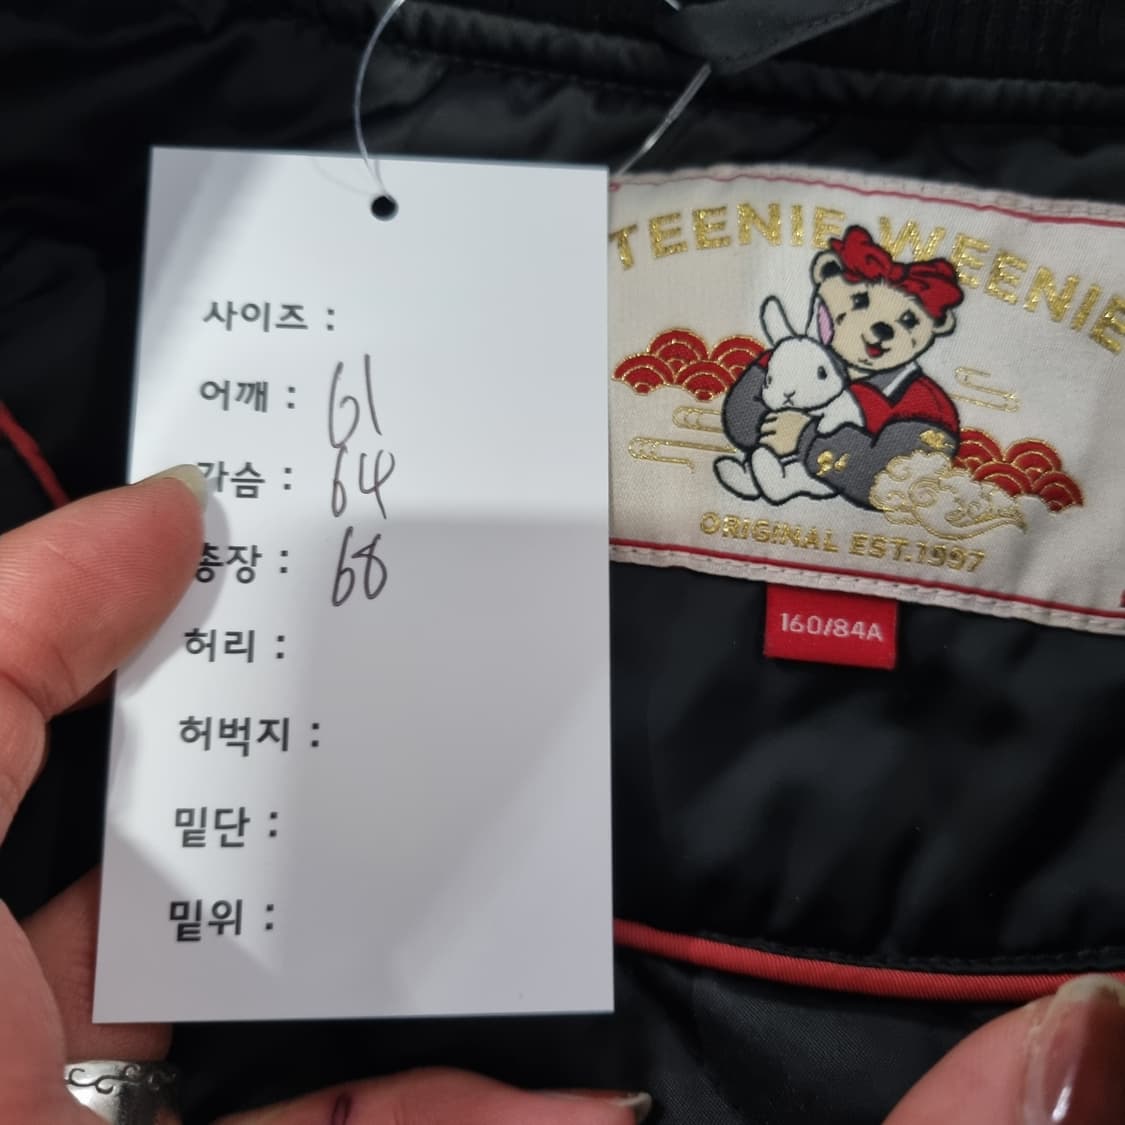 사이즈 :
어깨 : 61
가슴 : 64
총장 : 68
허리 :
허벅지 :
밑단 :
밑위 :
TEENIE WEENIE
ORIGINAL EST.1997
160/84A